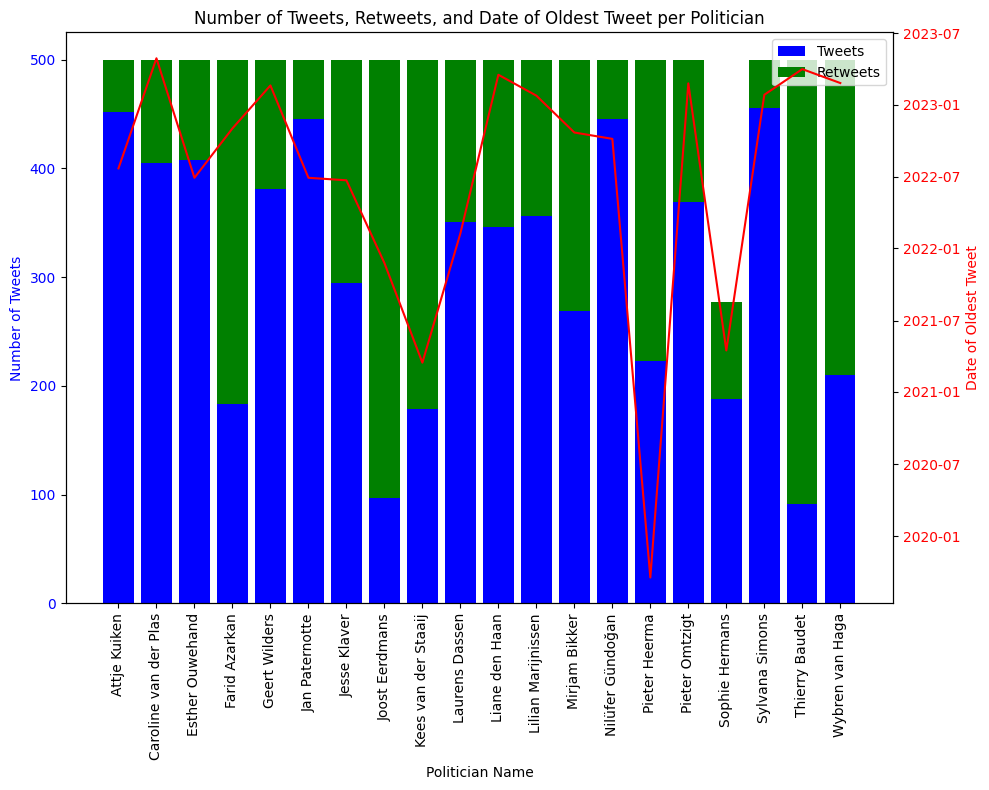 Number of Tweets, Retweets, and Date of Oldest Tweet per Politician
Tweets
Retweets
Number of Tweets
500
400
300
200
100
0
2023-07
2023-01
2022-07
2022-01
2021-07
2021-01
2020-07
2020-01
Date of Oldest Tweet
Attje Kuiken
Caroline van der Plas
Esther Ouwehand
Farid Azarkan
Geert Wilders
Jan Paternotte
Jesse Klaver
Joost Eerdmans
Kees van der Staaij
Laurens Dassen
Liane den Haan
Lilian Marijnissen
Mirjam Bikker
Nilüfer Gündoğan
Pieter Heerma
Pieter Omtzigt
Sophie Hermans
Sylvana Simons
Thierry Baudet
Wybren van Haga
Politician Name